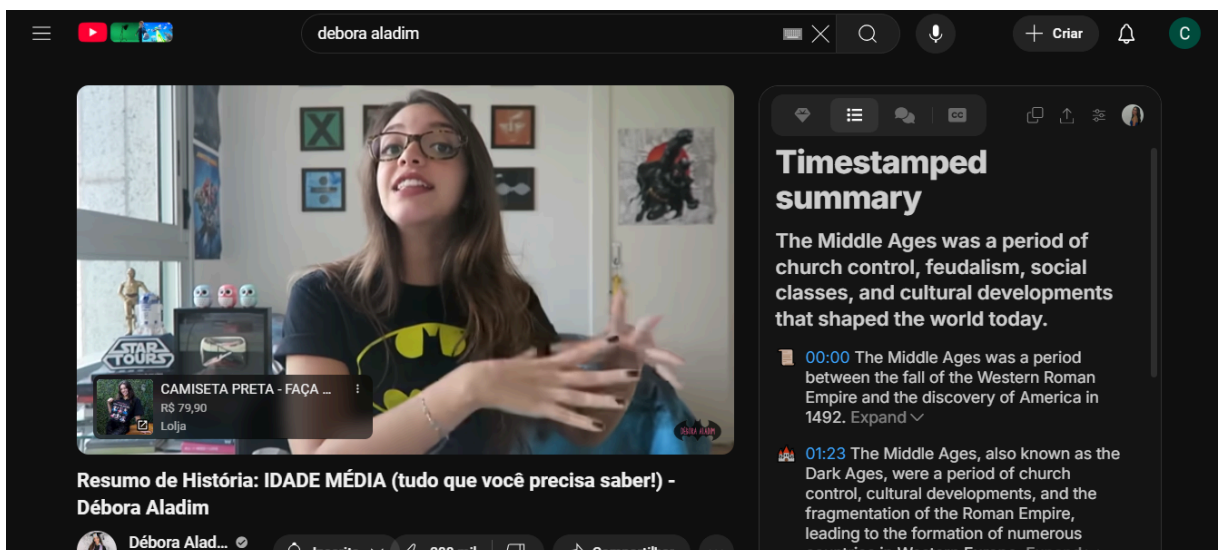 debora aladim
Criar
C
CC
Timestamped
summary
The Middle Ages was a period of
church control, feudalism, social
classes, and cultural developments
that shaped the world today.
00:00 The Middle Ages was a period
between the fall of the Western Roman
Empire and the discovery of America in
1492. Expand
01:23 The Middle Ages, also known as the
Dark Ages, were a period of church
control, cultural developments, and the
fragmentation of the Roman Empire,
leading to the formation of numerous
STAR
TOURS
CAMISETA PRETA - FAÇA ...
R$ 79,90
Lolja
DÉBORA ALADIM
Resumo de História: IDADE MÉDIA (tudo que você precisa saber!) -
Débora Aladim
Débora Alad...